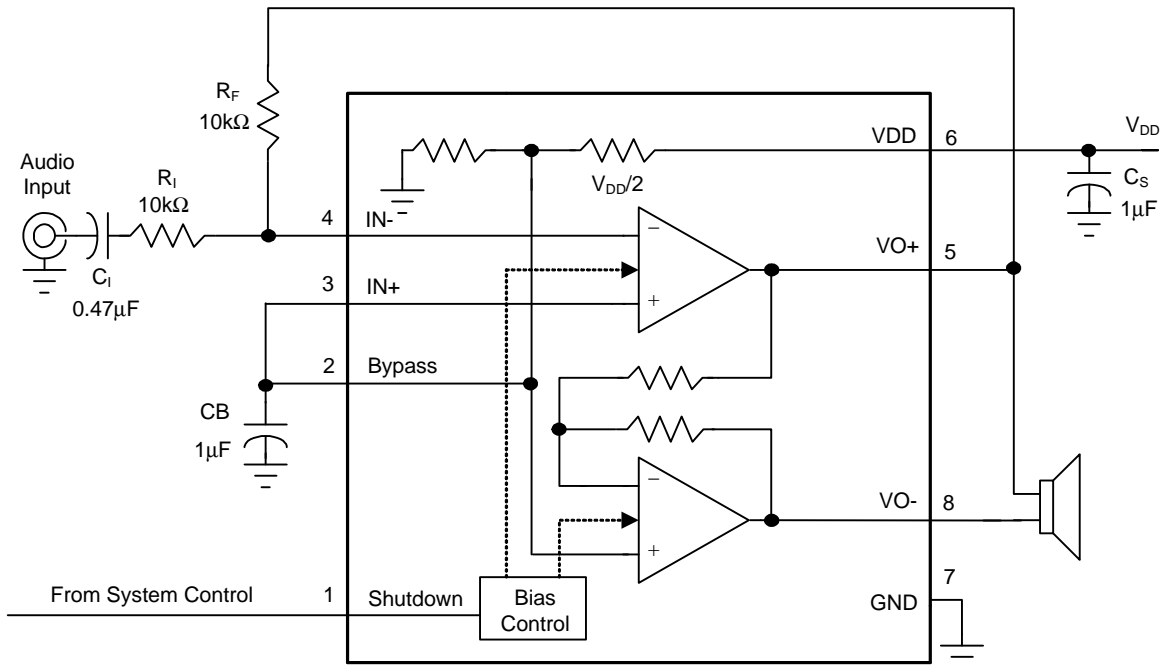 R_F
10kΩ
Audio
Input
R_I
10kΩ
C_I
0.47µF
4
IN-
3
IN+
2
Bypass
CB
1µF
From System Control
1
Shutdown
Bias
Control
V_DD/2
−
+
−
+
VDD
6
V_DD
C_S
1µF
VO+
5
VO-
8
7
GND